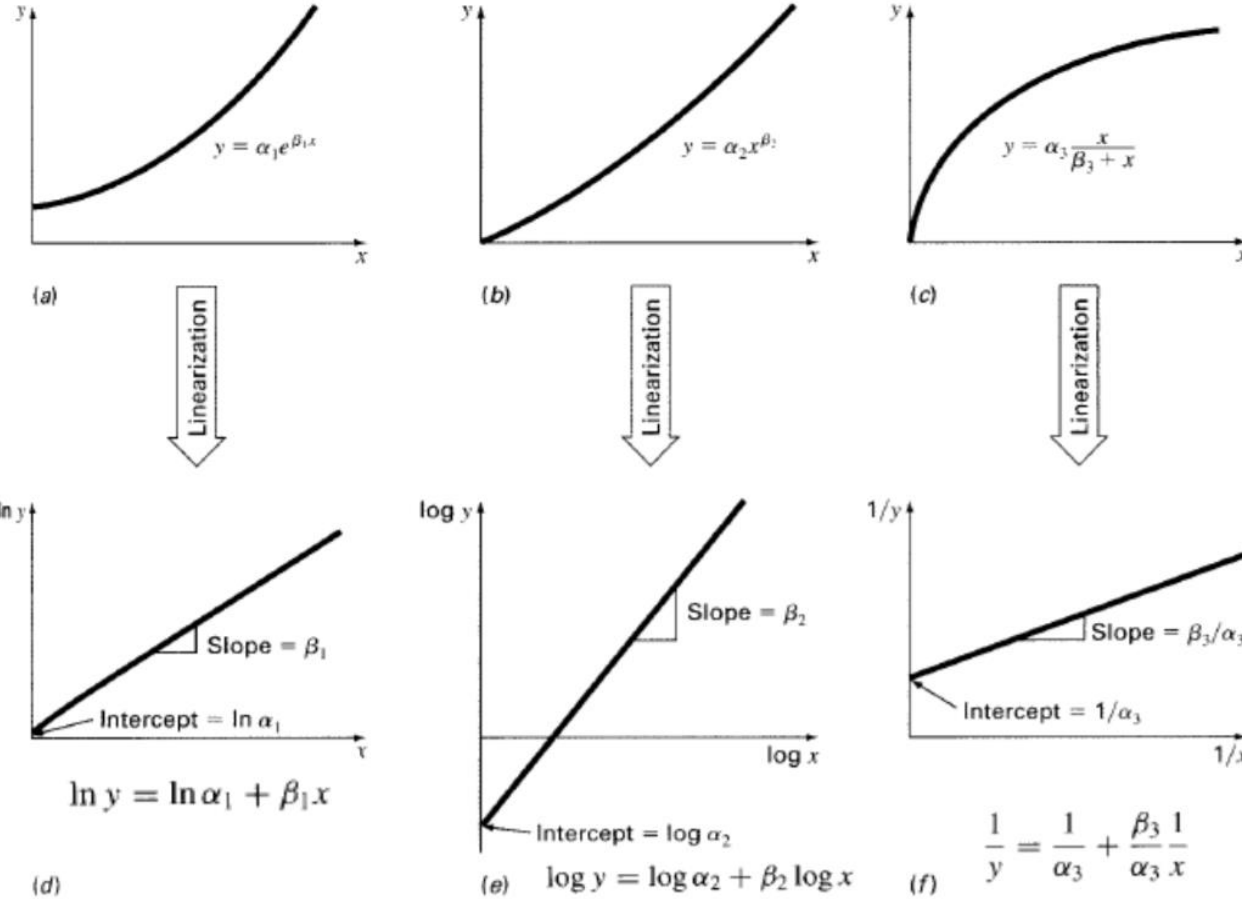 y
y
y
y = α₁e^{β₁x}
y = α₂x^{β₂}
y = α₃ x/(β₃ + x)
x
x
x
(a)
(b)
(c)
Linearization
Linearization
Linearization
ln y
log y
1/y
Slope = β₁
Slope = β₂
Slope = β₃/α₃
Intercept = ln α₁
Intercept = 1/α₃
x
log x
1/x
ln y = ln α₁ + β₁x
Intercept = log α₂
1/y = 1/α₃ + β₃/α₃ 1/x
(d)
(e)
log y = log α₂ + β₂ log x
(f)